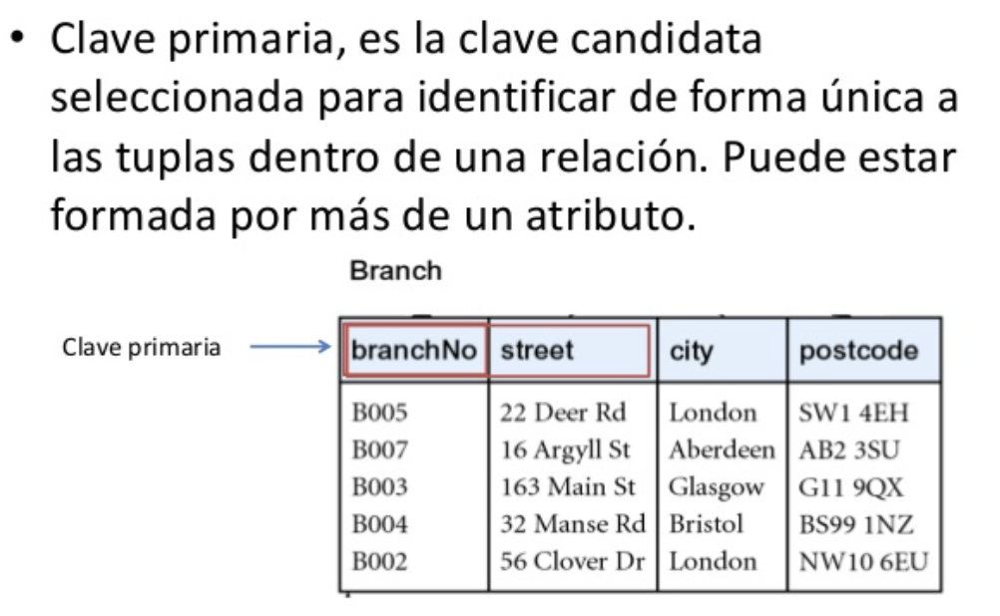 • Clave primaria, es la clave candidata
seleccionada para identificar de forma única a
las tuplas dentro de una relación. Puede estar
formada por más de un atributo.
Branch
Clave primaria
branchNo street city postcode
B005 22 Deer Rd London SW1 4EH
B007 16 Argyll St Aberdeen AB2 3SU
B003 163 Main St Glasgow G11 9QX
B004 32 Manse Rd Bristol BS99 1NZ
B002 56 Clover Dr London NW10 6EU